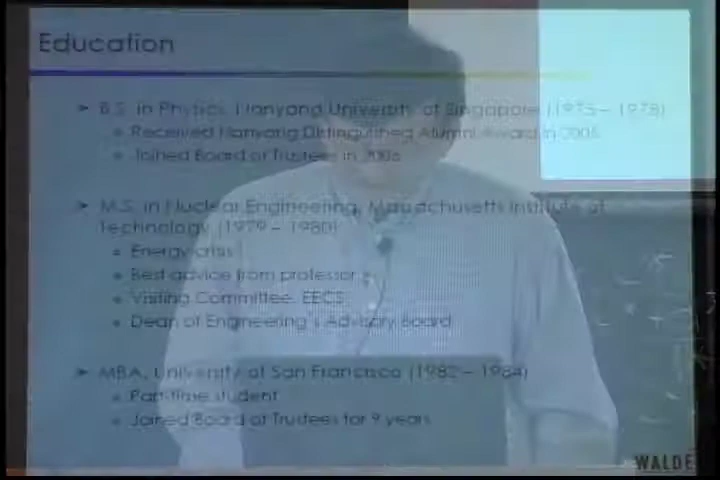 Education
➤ B.S. in Physics, Nanyang University of Singapore (1975 – 1978)
Received Nanyang Distinguished Alumni Award in 2005
Joined Board of Trustees in 2006
➤ M.S. in Nuclear Engineering, Massachusetts Institute of
Technology (1979 – 1980)
Energy crisis
Best advice from professor
Visiting Committee, EECS
Dean of Engineering's Advisory Board
➤ MBA, University of San Francisco (1982 – 1984)
Part-time student
Joined Board of Trustees for 9 years
WALDE